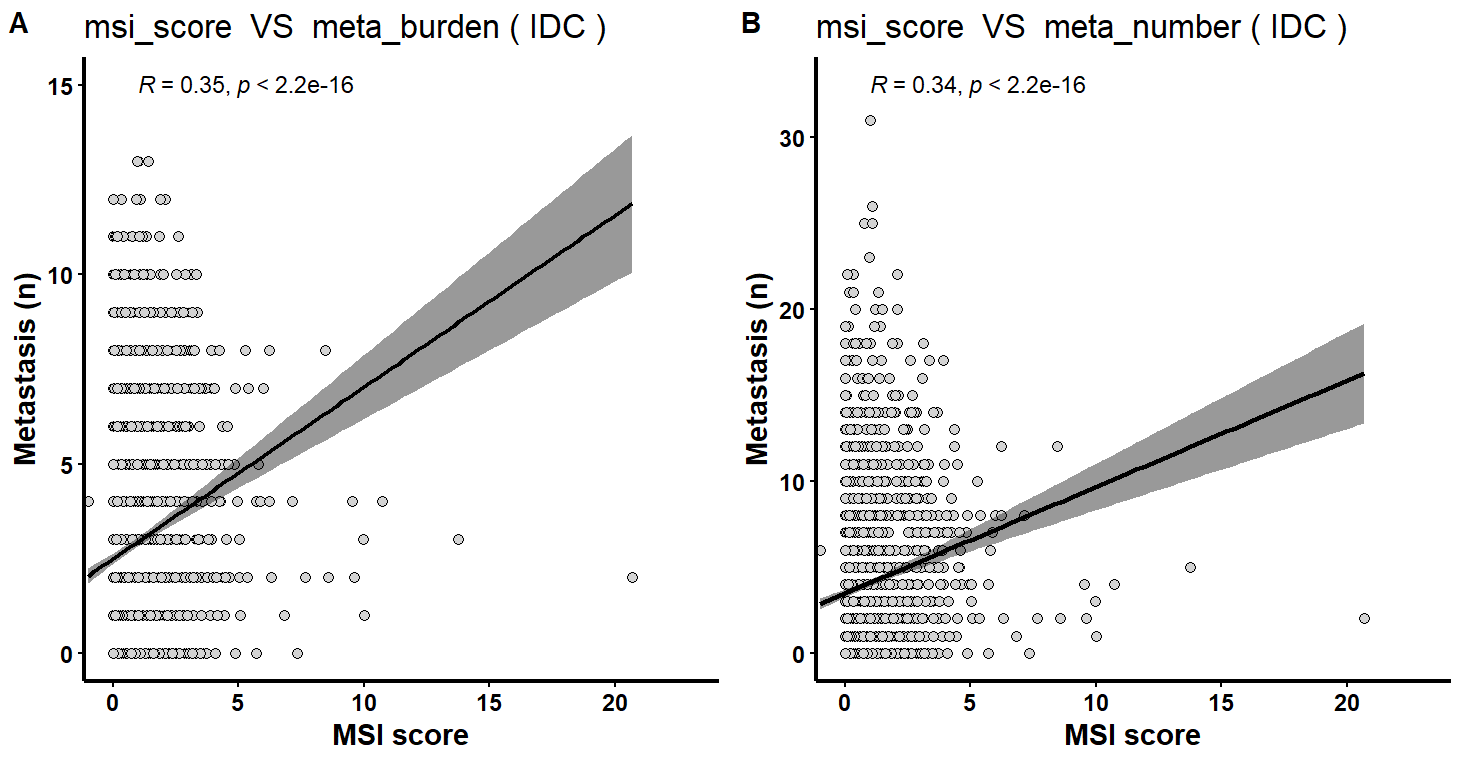 A
msi_score VS meta_burden ( IDC )
R = 0.35, p < 2.2e-16
Metastasis (n)
15
10
5
0
0 5 10 15 20
MSI score
B
msi_score VS meta_number ( IDC )
R = 0.34, p < 2.2e-16
Metastasis (n)
30
20
10
0
0 5 10 15 20
MSI score